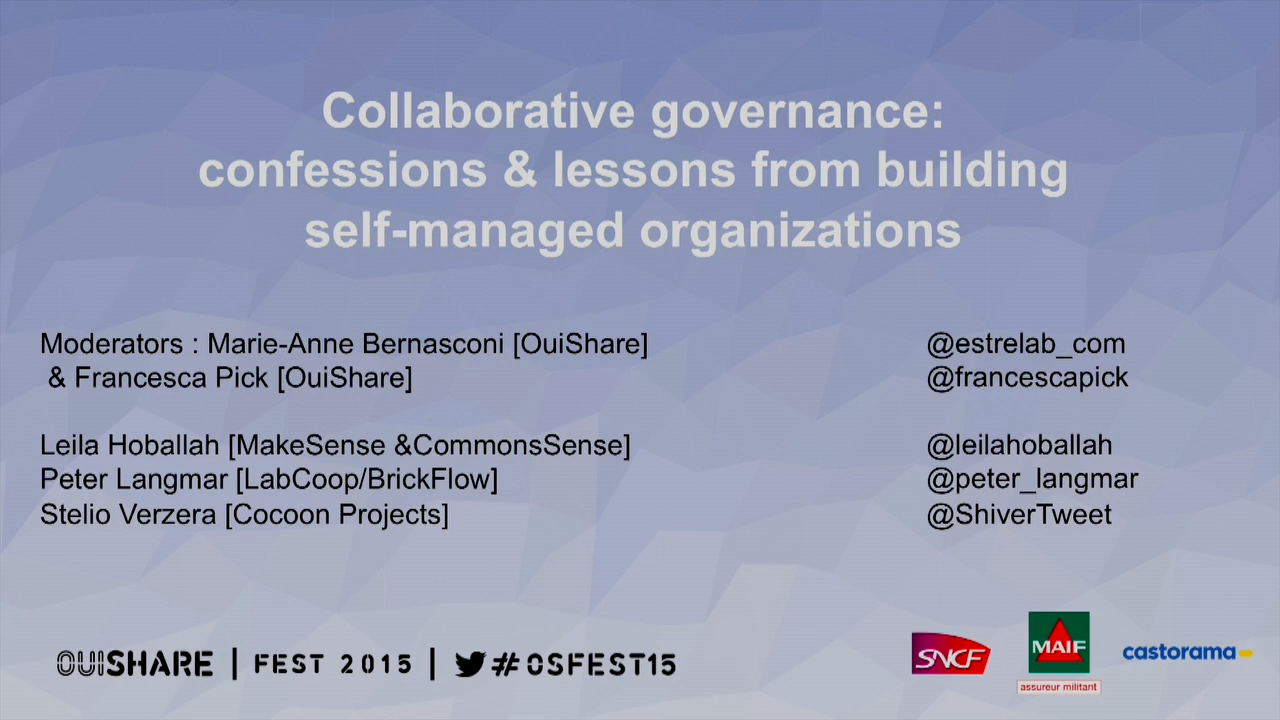 Collaborative governance:
confessions & lessons from building
self-managed organizations
Moderators : Marie-Anne Bernasconi [OuiShare] @estrelab_com
& Francesca Pick [OuiShare] @francescapick
Leila Hoballah [MakeSense &CommonsSense] @leilahoballah
Peter Langmar [LabCoop/BrickFlow] @peter_langmar
Stelio Verzera [Cocoon Projects] @ShiverTweet
OUISHARE | FEST 2015 | #OSFEST15
SNCF
MAIF
assureur militant
castorama